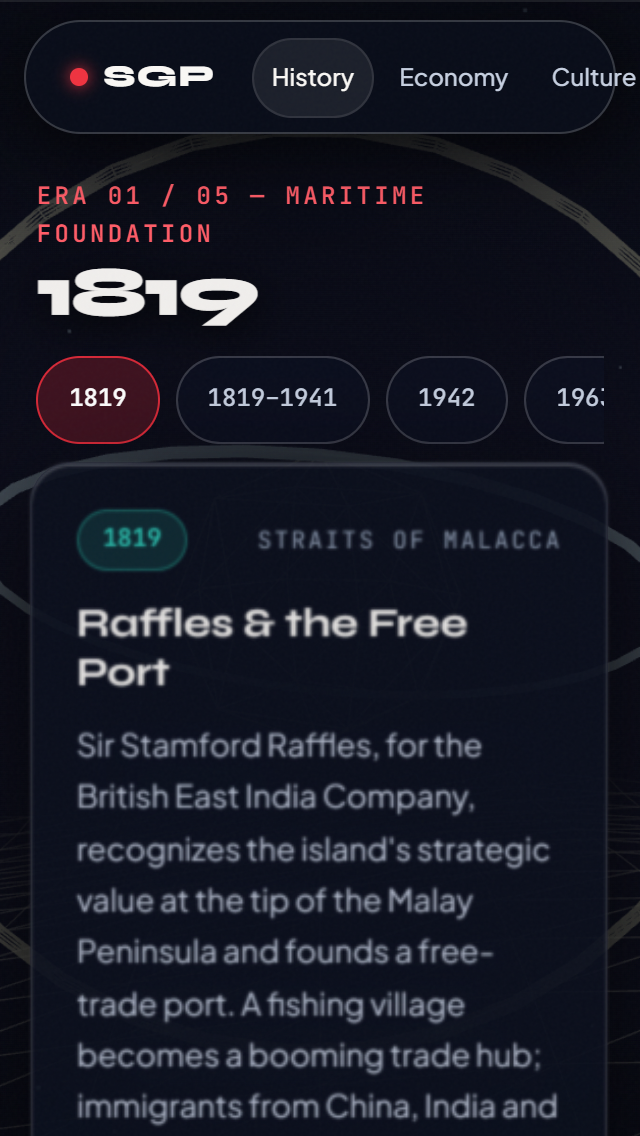 SGP History Economy Culture
ERA 01 / 05 — MARITIME
FOUNDATION
1819
1819 1819–1941 1942
1819 STRAITS OF MALACCA
Raffles & the Free
Port
Sir Stamford Raffles, for the
British East India Company,
recognizes the island's strategic
value at the tip of the Malay
Peninsula and founds a free-
trade port. A fishing village
becomes a booming trade hub;
immigrants from China, India and